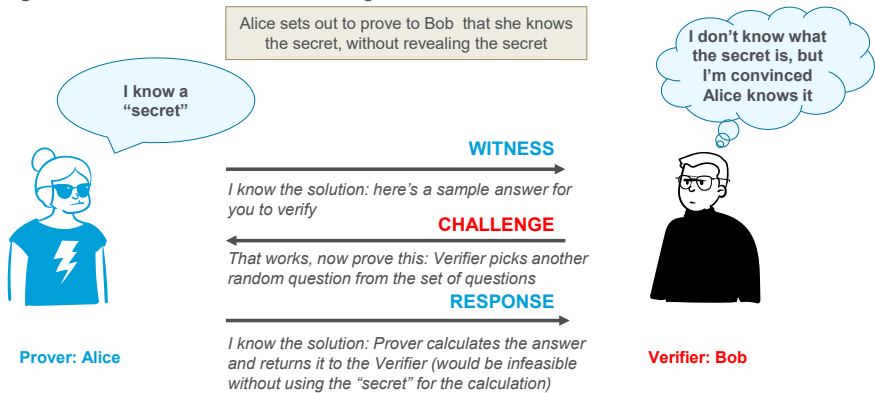 Alice sets out to prove to Bob that she knows
the secret, without revealing the secret
I know a
“secret”
I don’t know what
the secret is, but
I’m convinced
Alice knows it
WITNESS
I know the solution: here’s a sample answer for
you to verify
CHALLENGE
That works, now prove this: Verifier picks another
random question from the set of questions
RESPONSE
I know the solution: Prover calculates the answer
and returns it to the Verifier (would be infeasible
without using the “secret” for the calculation)
Prover: Alice
Verifier: Bob